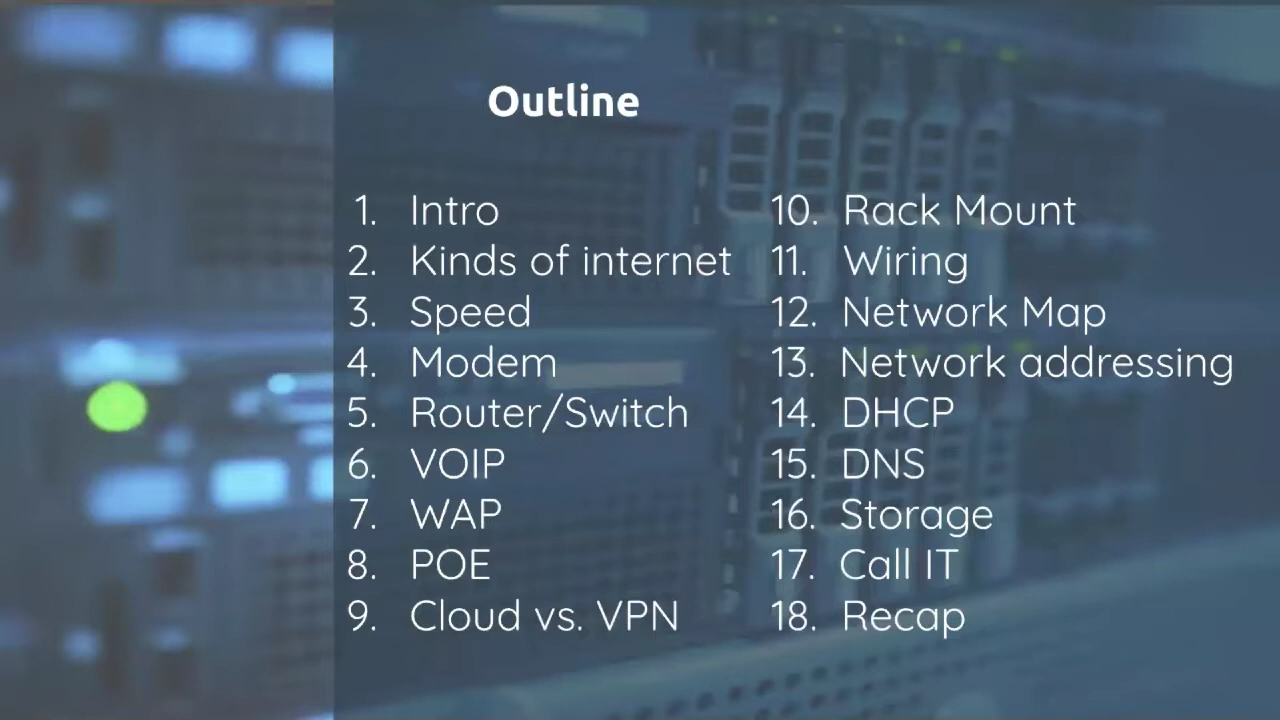 Outline
1. Intro
2. Kinds of internet
3. Speed
4. Modem
5. Router/Switch
6. VOIP
7. WAP
8. POE
9. Cloud vs. VPN
10. Rack Mount
11. Wiring
12. Network Map
13. Network addressing
14. DHCP
15. DNS
16. Storage
17. Call IT
18. Recap